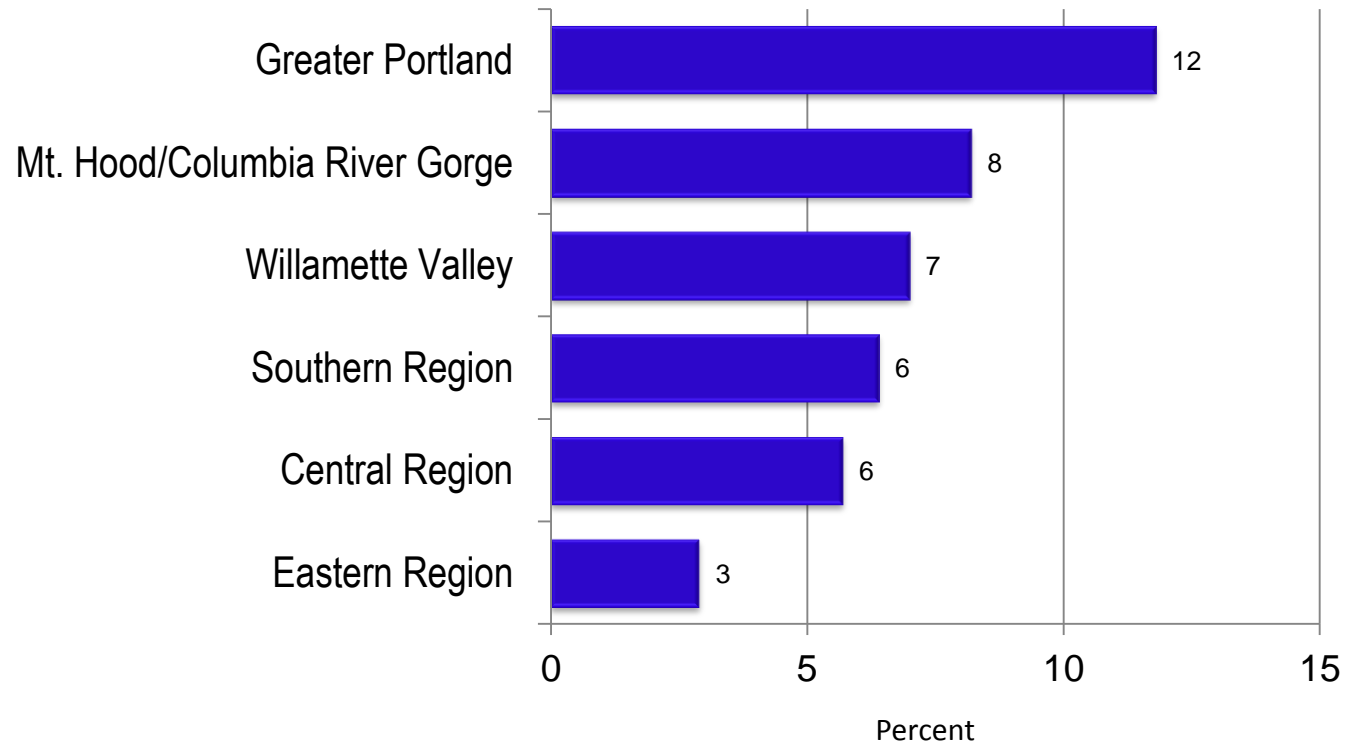 Greater Portland 12
Mt. Hood/Columbia River Gorge 8
Willamette Valley 7
Southern Region 6
Central Region 6
Eastern Region 3
0 5 10 15
Percent